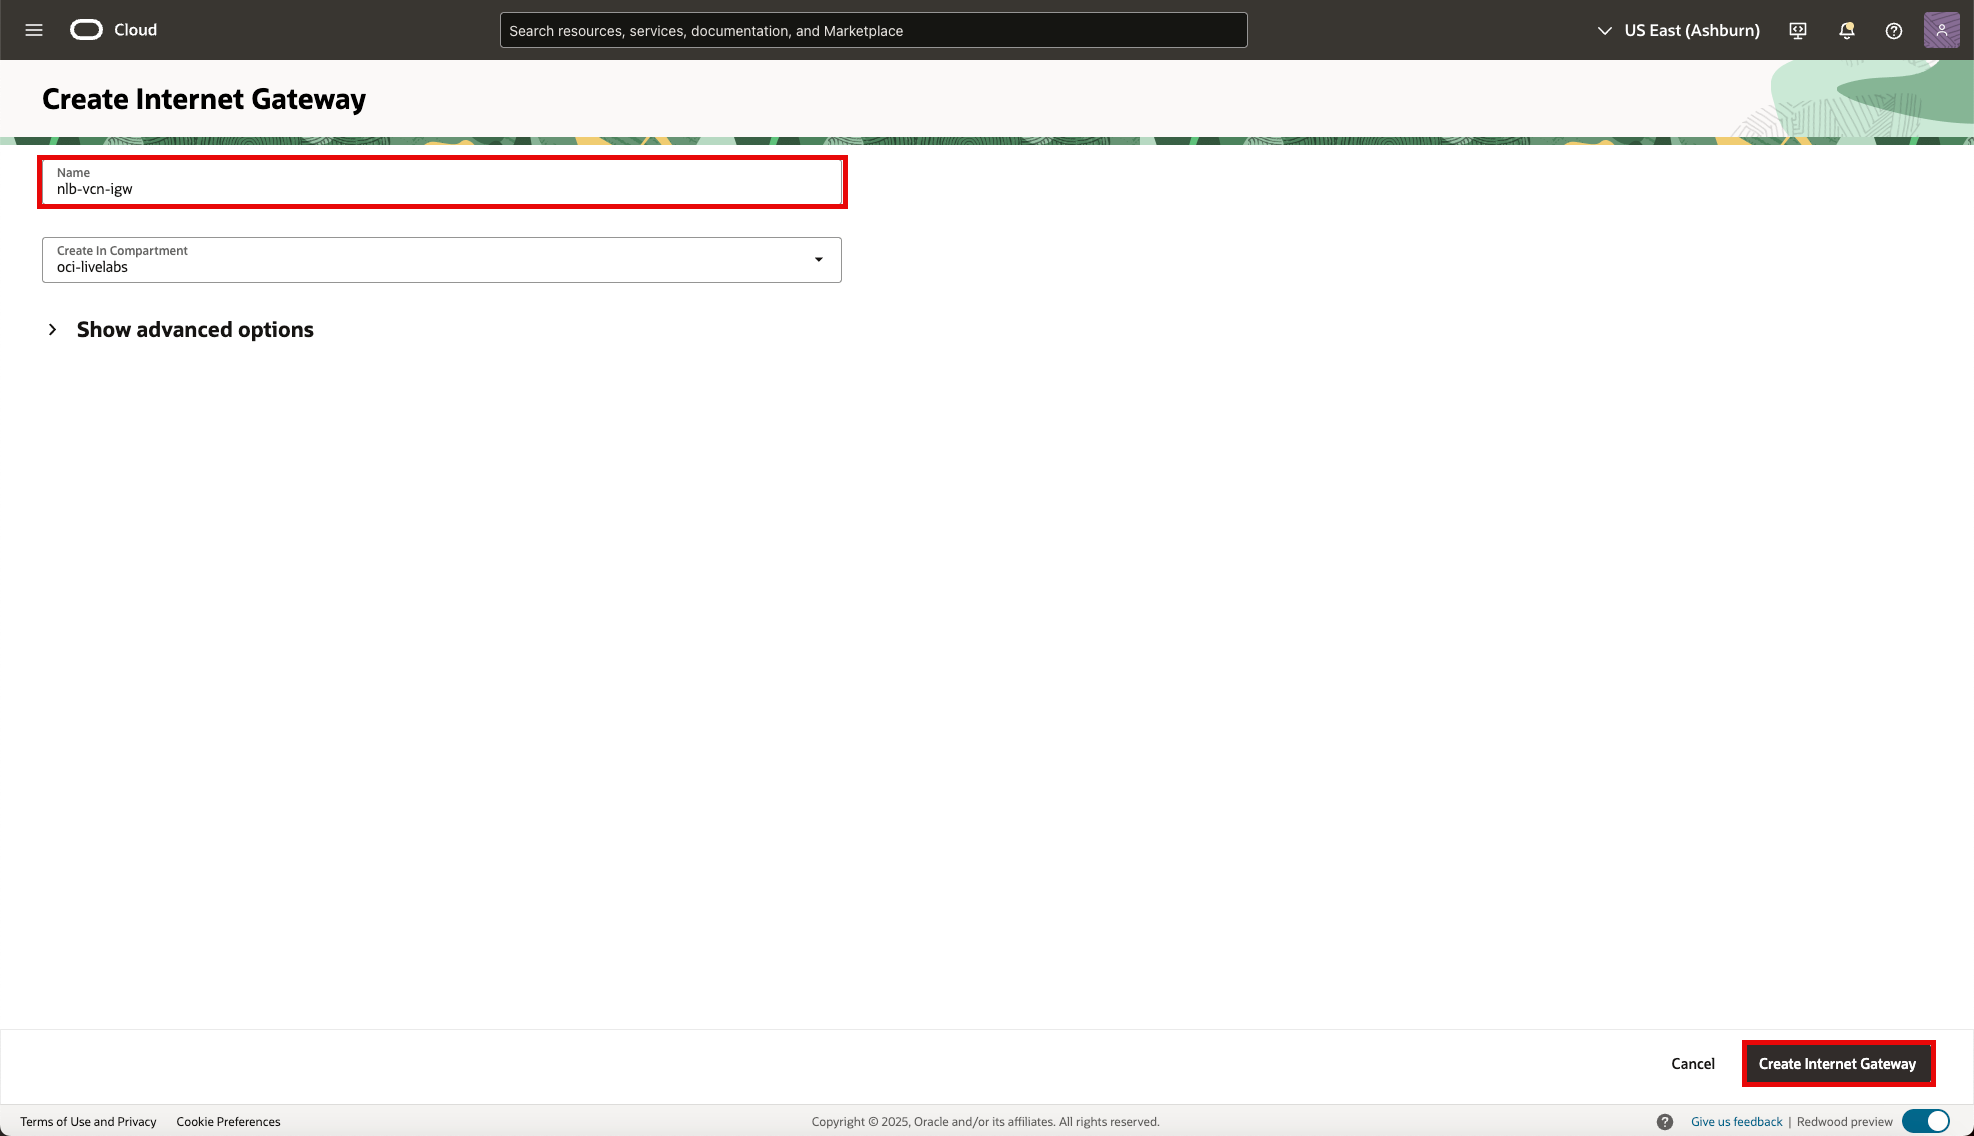 Cloud
Search resources, services, documentation, and Marketplace
US East (Ashburn)
Create Internet Gateway
Name
nlb-vcn-igw
Create In Compartment
oci-livelabs
Show advanced options
Cancel
Create Internet Gateway
Terms of Use and Privacy
Cookie Preferences
Copyright © 2025, Oracle and/or its affiliates. All rights reserved.
Give us feedback | Redwood preview